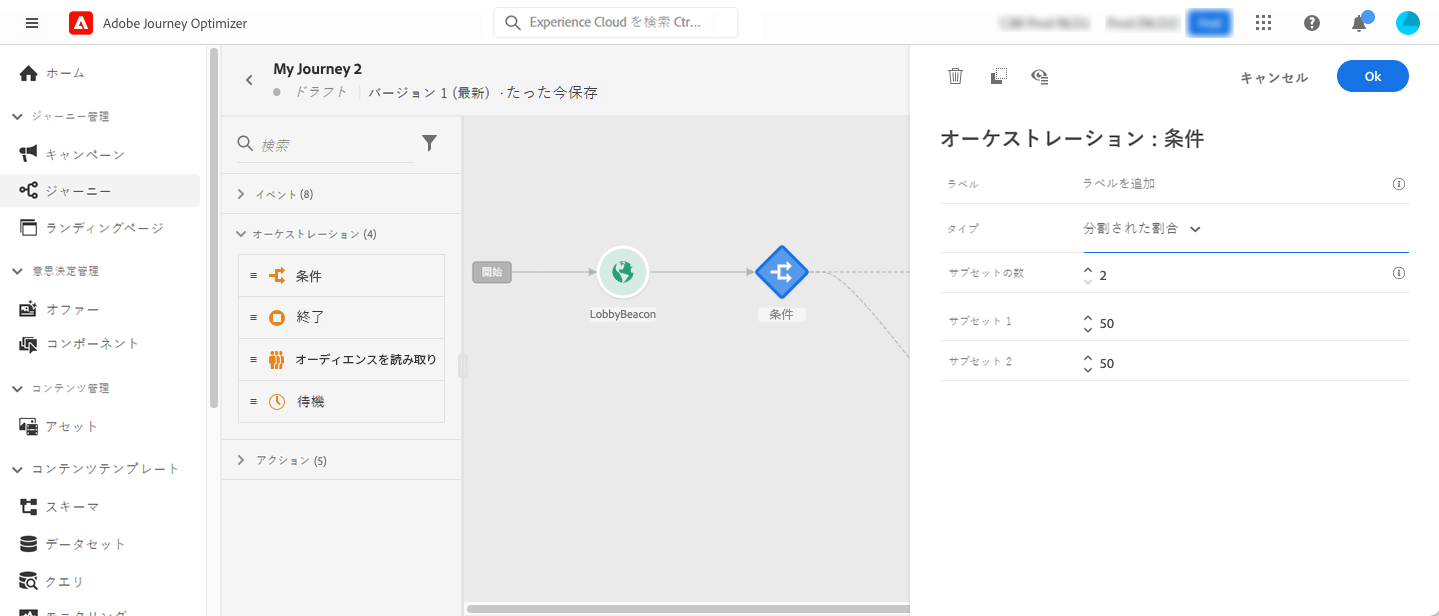 Adobe Journey Optimizer
Experience Cloud を検索 Ctr...
ホーム
ジャーニー管理
キャンペーン
ジャーニー
ランディングページ
意思決定管理
オファー
コンポーネント
コンテンツ管理
アセット
コンテンツテンプレート
スキーマ
データセット
クエリ
モニタリング
My Journey 2
ドラフト バージョン 1 (最新) ·たった今保存
検索
イベント (8)
オーケストレーション (4)
条件
終了
オーディエンスを読み取り
待機
アクション (5)
開始
LobbyBeacon
条件
キャンセル Ok
オーケストレーション : 条件
ラベル ラベルを追加
タイプ 分割された割合
サブセットの数 2
サブセット 1 50
サブセット 2 50